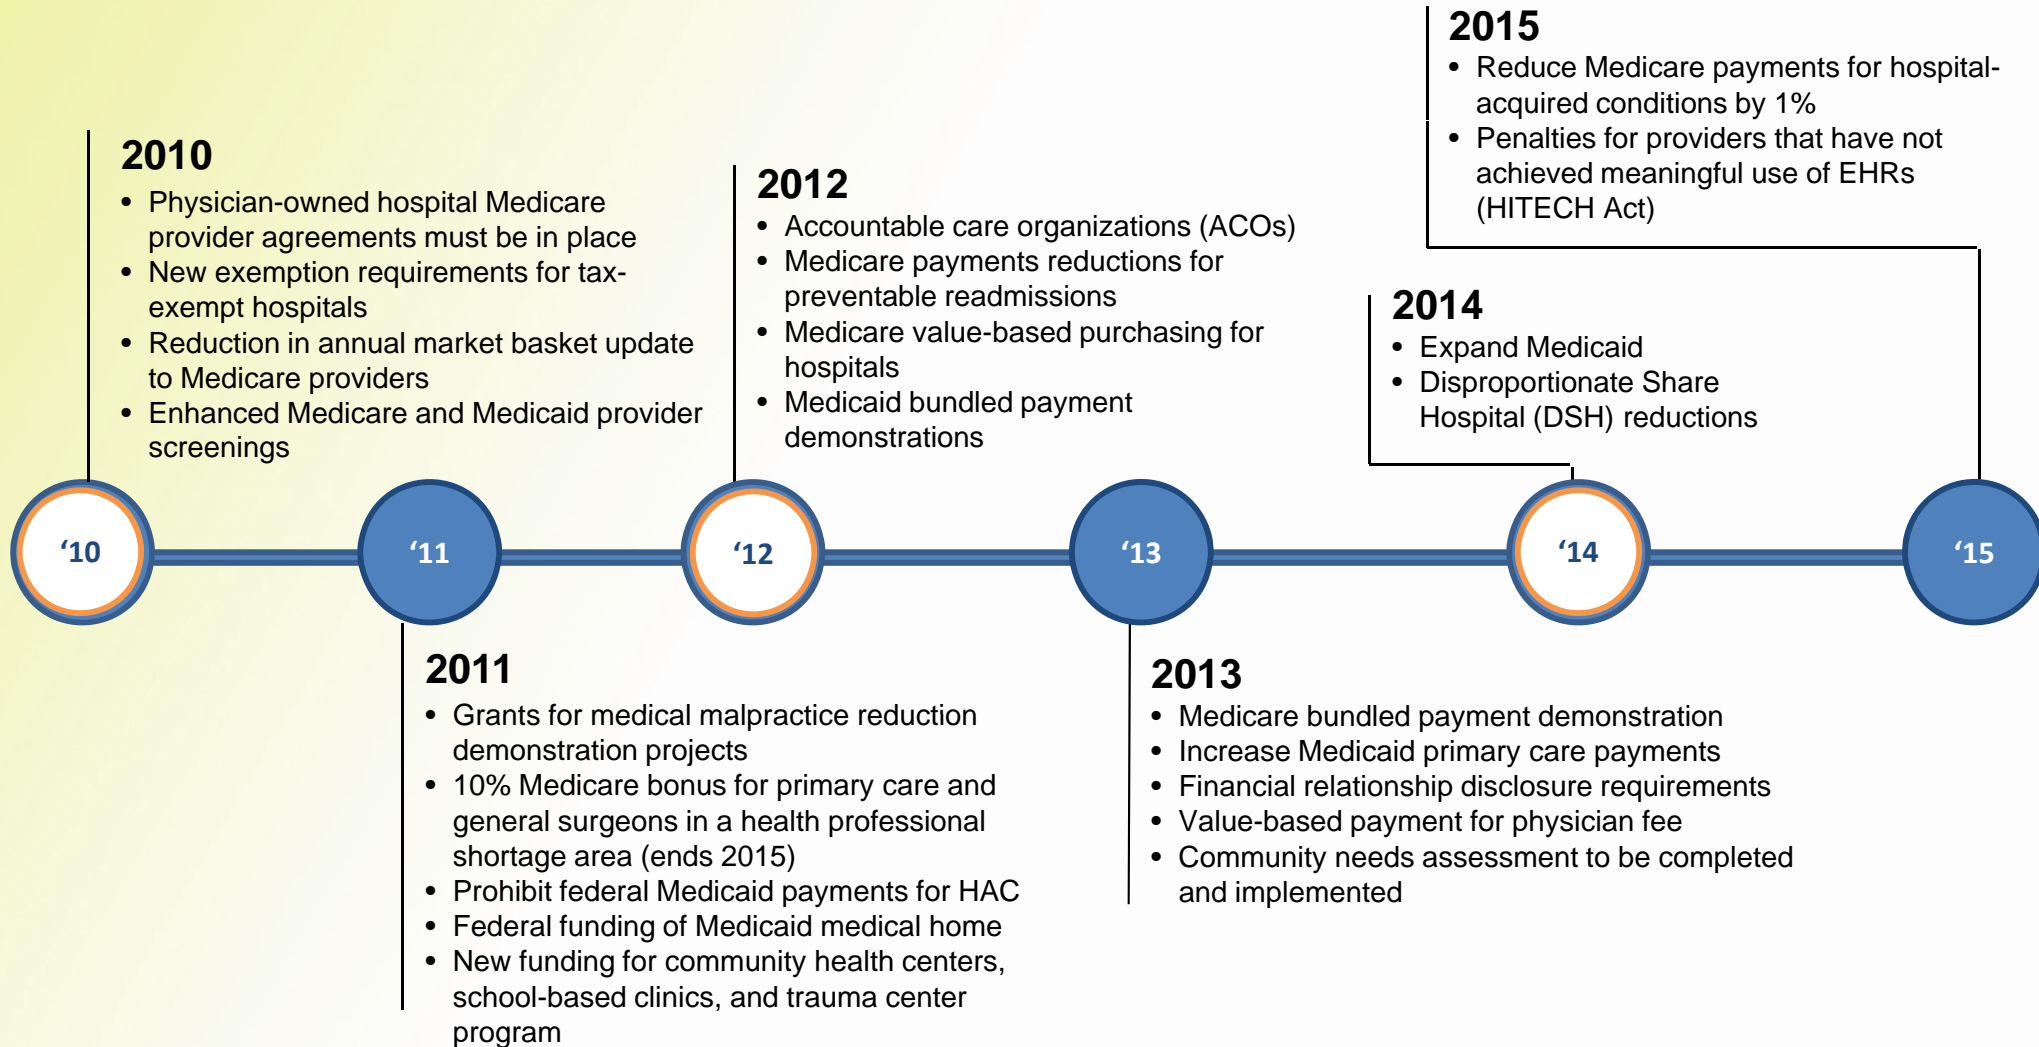 2010
• Physician-owned hospital Medicare
provider agreements must be in place
• New exemption requirements for tax-
exempt hospitals
• Reduction in annual market basket update
to Medicare providers
• Enhanced Medicare and Medicaid provider
screenings
2012
• Accountable care organizations (ACOs)
• Medicare payments reductions for
preventable readmissions
• Medicare value-based purchasing for
hospitals
• Medicaid bundled payment
demonstrations
2015
• Reduce Medicare payments for hospital-
acquired conditions by 1%
• Penalties for providers that have not
achieved meaningful use of EHRs
(HITECH Act)
2014
• Expand Medicaid
• Disproportionate Share
Hospital (DSH) reductions
‘10
‘11
‘12
‘13
‘14
‘15
2011
• Grants for medical malpractice reduction
demonstration projects
• 10% Medicare bonus for primary care and
general surgeons in a health professional
shortage area (ends 2015)
• Prohibit federal Medicaid payments for HAC
• Federal funding of Medicaid medical home
• New funding for community health centers,
school-based clinics, and trauma center
program
2013
• Medicare bundled payment demonstration
• Increase Medicaid primary care payments
• Financial relationship disclosure requirements
• Value-based payment for physician fee
• Community needs assessment to be completed
and implemented